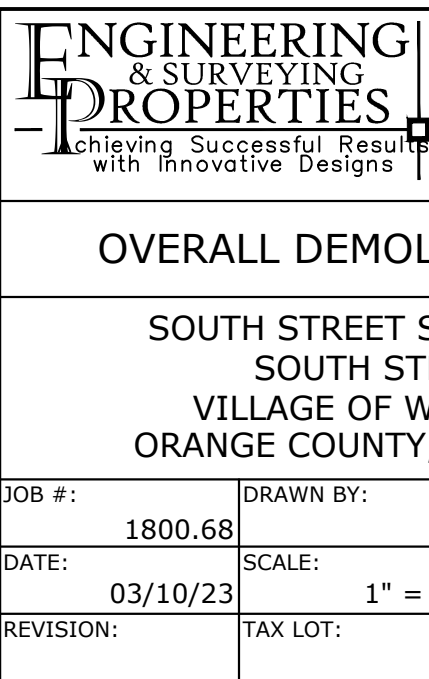 ENGINEERING
& SURVEYING
PROPERTIES
Achieving Successful Results
with Innovative Designs
OVERALL DEMOL
SOUTH STREET S
SOUTH ST
VILLAGE OF W
ORANGE COUNTY,
JOB #: DRAWN BY:
1800.68
DATE: SCALE:
03/10/23 1" =
REVISION: TAX LOT: